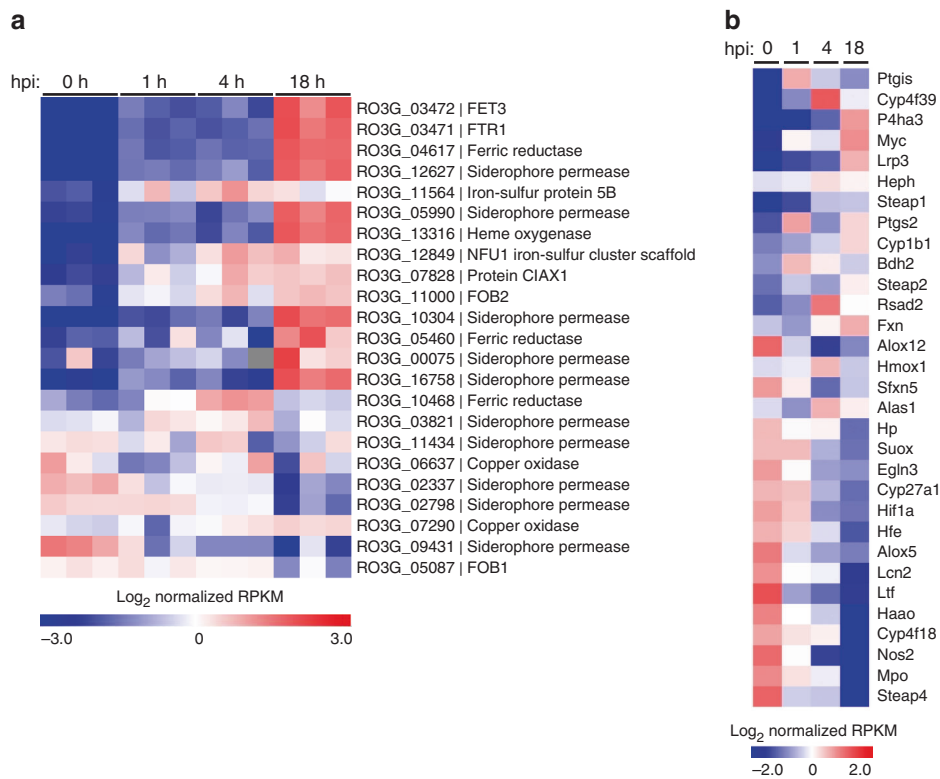 a
hpi: 0 h 1 h 4 h 18 h
RO3G_03472 | FET3
RO3G_03471 | FTR1
RO3G_04617 | Ferric reductase
RO3G_12627 | Siderophore permease
RO3G_11564 | Iron-sulfur protein 5B
RO3G_05990 | Siderophore permease
RO3G_13316 | Heme oxygenase
RO3G_12849 | NFU1 iron-sulfur cluster scaffold
RO3G_07828 | Protein CIAX1
RO3G_11000 | FOB2
RO3G_10304 | Siderophore permease
RO3G_05460 | Ferric reductase
RO3G_00075 | Siderophore permease
RO3G_16758 | Siderophore permease
RO3G_10468 | Ferric reductase
RO3G_03821 | Siderophore permease
RO3G_11434 | Siderophore permease
RO3G_06637 | Copper oxidase
RO3G_02337 | Siderophore permease
RO3G_02798 | Siderophore permease
RO3G_07290 | Copper oxidase
RO3G_09431 | Siderophore permease
RO3G_05087 | FOB1
Log2 normalized RPKM
–3.0 0 3.0
b
hpi: 0 1 4 18
Ptgis
Cyp4f39
P4ha3
Myc
Lrp3
Heph
Steap1
Ptgs2
Cyp1b1
Bdh2
Steap2
Rsad2
Fxn
Alox12
Hmox1
Sfxn5
Alas1
Hp
Suox
Egln3
Cyp27a1
Hif1a
Hfe
Alox5
Lcn2
Ltf
Haao
Cyp4f18
Nos2
Mpo
Steap4
Log2 normalized RPKM
–2.0 0 2.0